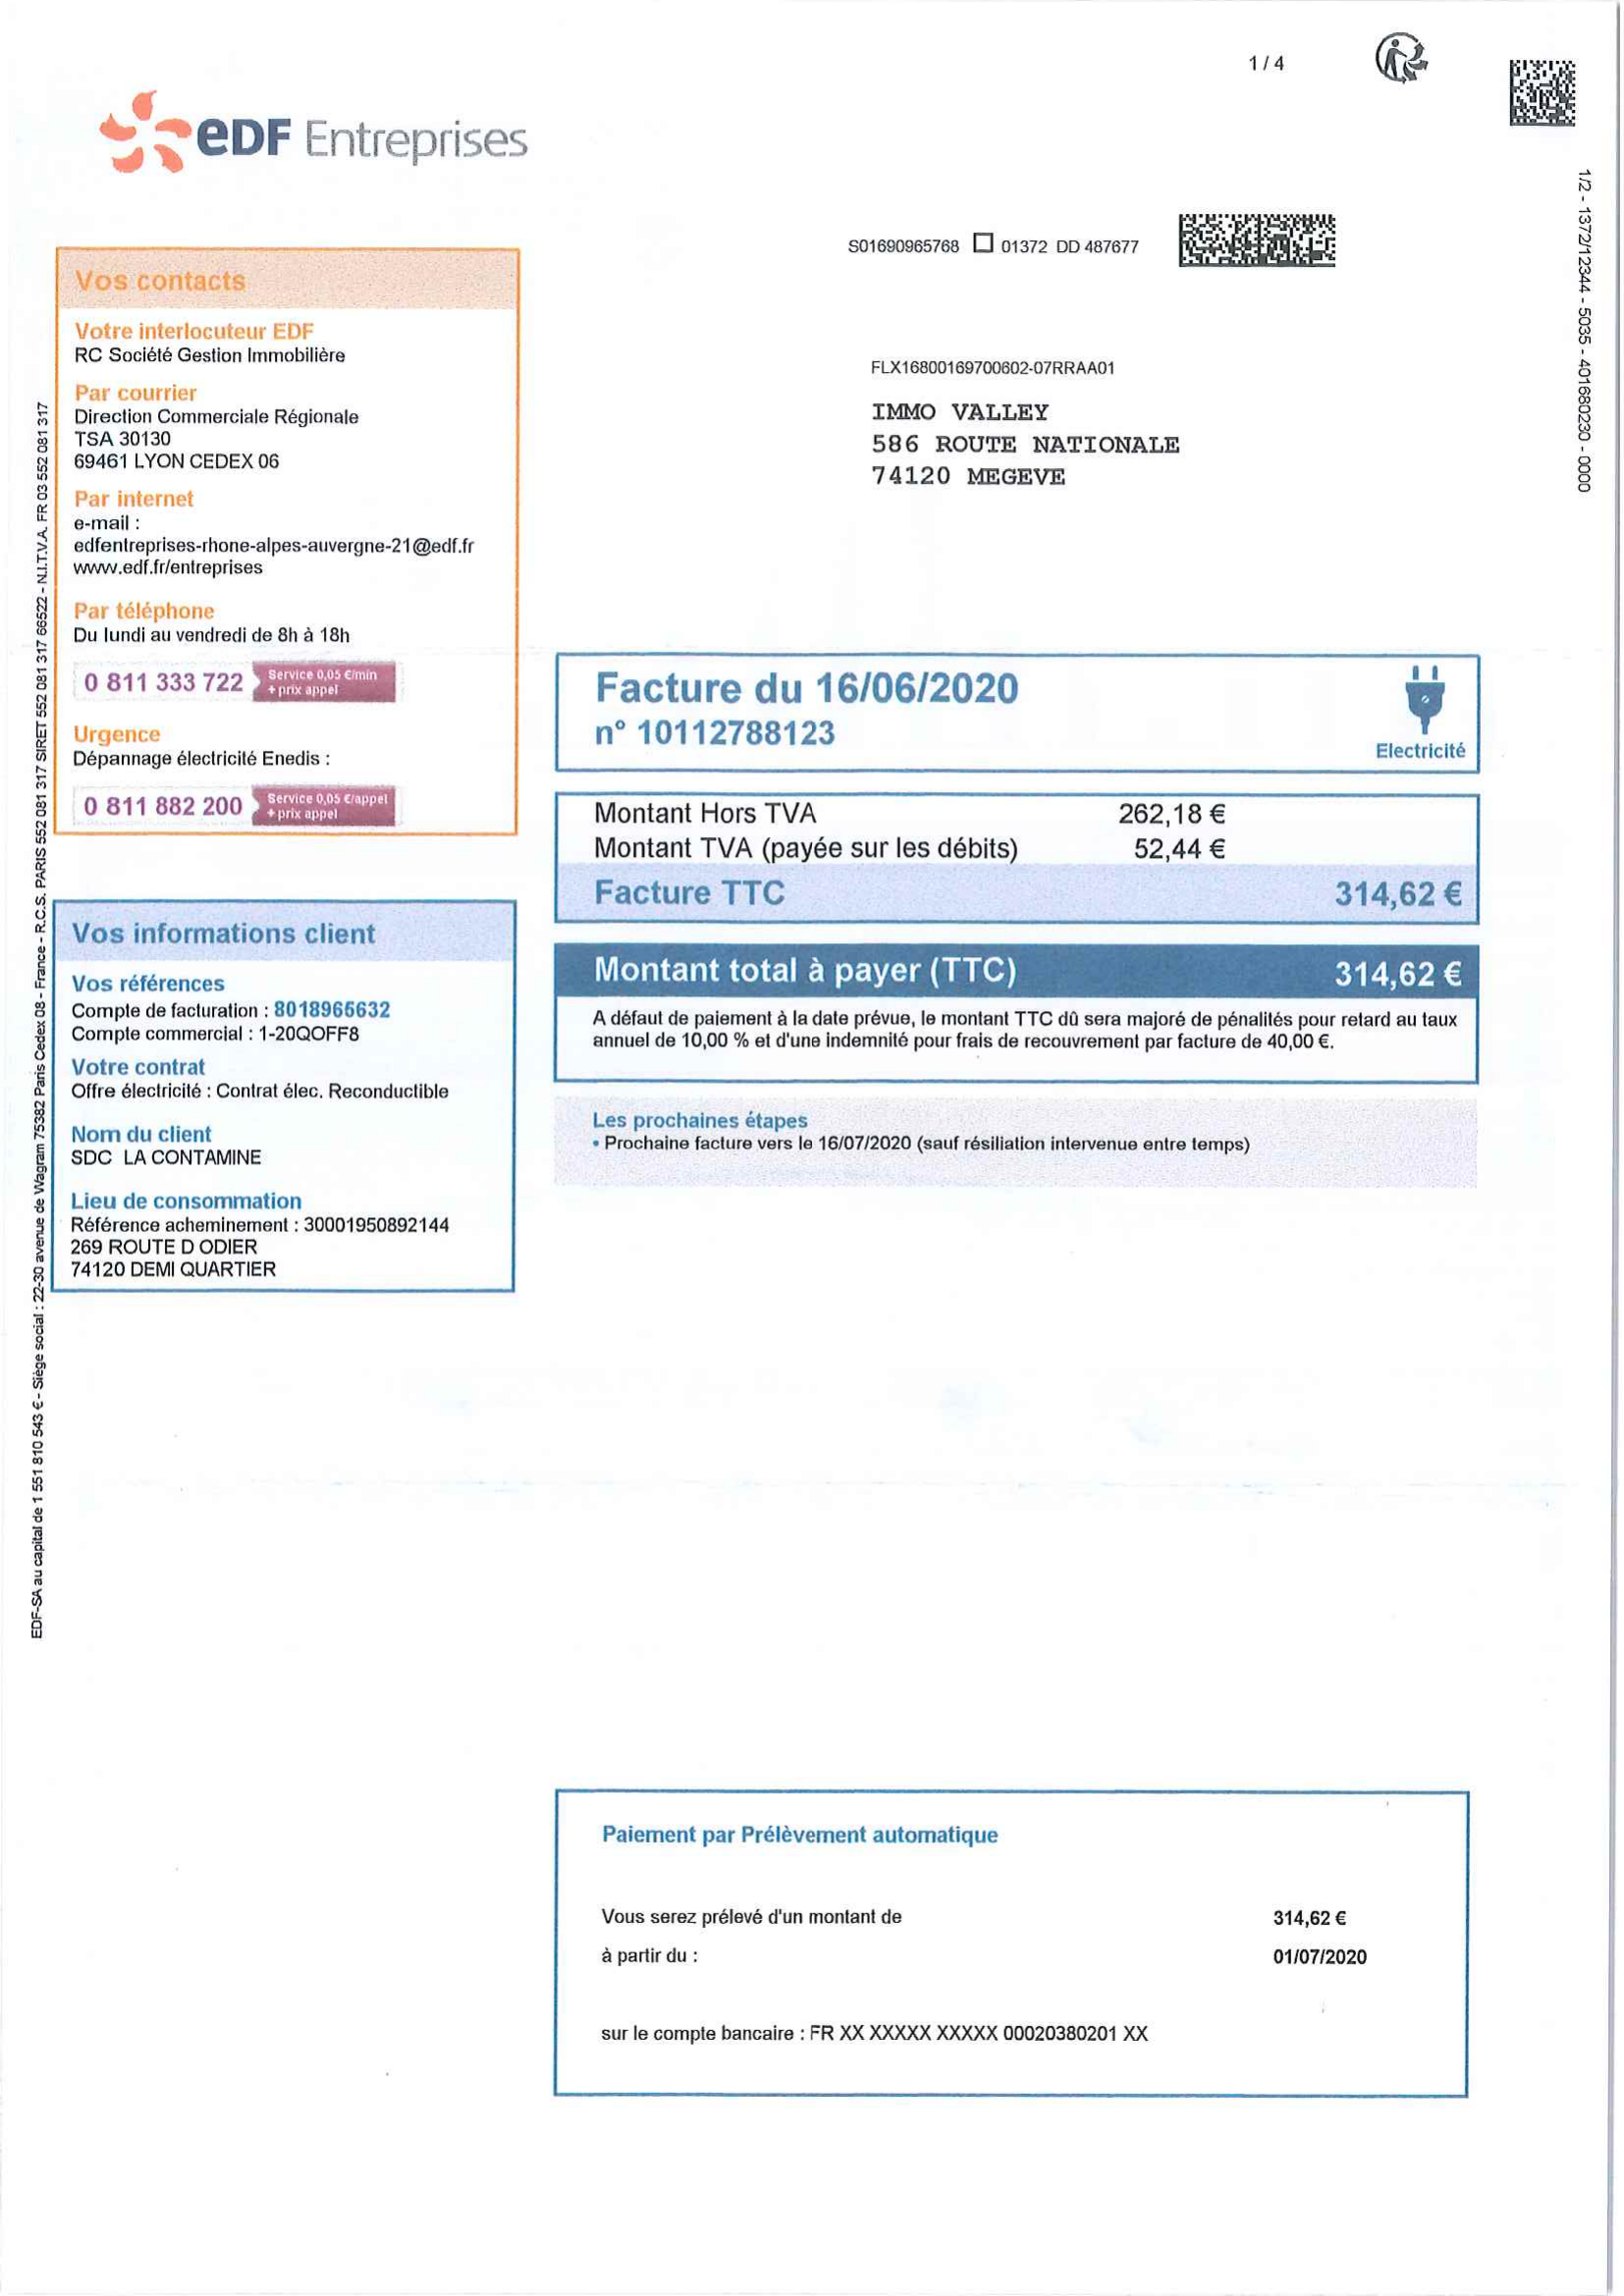 1 / 4
eDF Entreprises
1/2 - 1372/12344 - 5035 - 401680230 - 0000
S01690965768 01372 DD 487677
FLX16800169700602-07RRAA01
IMMO VALLEY
586 ROUTE NATIONALE
74120 MEGEVE
Vos contacts
Votre interlocuteur EDF
RC Société Gestion Immobilière
Par courrier
Direction Commerciale Régionale
TSA 30130
69461 LYON CEDEX 06
Par internet
e-mail :
edfentreprises-rhone-alpes-auvergne-21@edf.fr
www.edf.fr/entreprises
Par téléphone
Du lundi au vendredi de 8h à 18h
0 811 333 722
Service 0,05 €/min
+ prix appel
Urgence
Dépannage électricité Enedis :
0 811 882 200
Service 0,05 €/appel
+ prix appel
Vos informations client
Vos références
Compte de facturation : 8018965632
Compte commercial : 1-20QOFF8
Votre contrat
Offre électricité : Contrat élec. Reconductible
Nom du client
SDC LA CONTAMINE
Lieu de consommation
Référence acheminement : 30001950892144
269 ROUTE D ODIER
74120 DEMI QUARTIER
Facture du 16/06/2020
n° 10112788123
Electricité
Montant Hors TVA 262,18 €
Montant TVA (payée sur les débits) 52,44 €
Facture TTC 314,62 €
Montant total à payer (TTC) 314,62 €
A défaut de paiement à la date prévue, le montant TTC dû sera majoré de pénalités pour retard au taux
annuel de 10,00 % et d'une indemnité pour frais de recouvrement par facture de 40,00 €.
Les prochaines étapes
• Prochaine facture vers le 16/07/2020 (sauf résiliation intervenue entre temps)
EDF-SA au capital de 1 551 810 543 € - Siège social : 22-30 avenue de Wagram 75382 Paris Cedex 08 - France - R.C.S. PARIS 552 081 317 SIRET 552 081 317 66522 - N.I.T.V.A. FR 03 552 081 317
Paiement par Prélèvement automatique
Vous serez prélevé d'un montant de 314,62 €
à partir du : 01/07/2020
sur le compte bancaire : FR XX XXXXX XXXXX 00020380201 XX